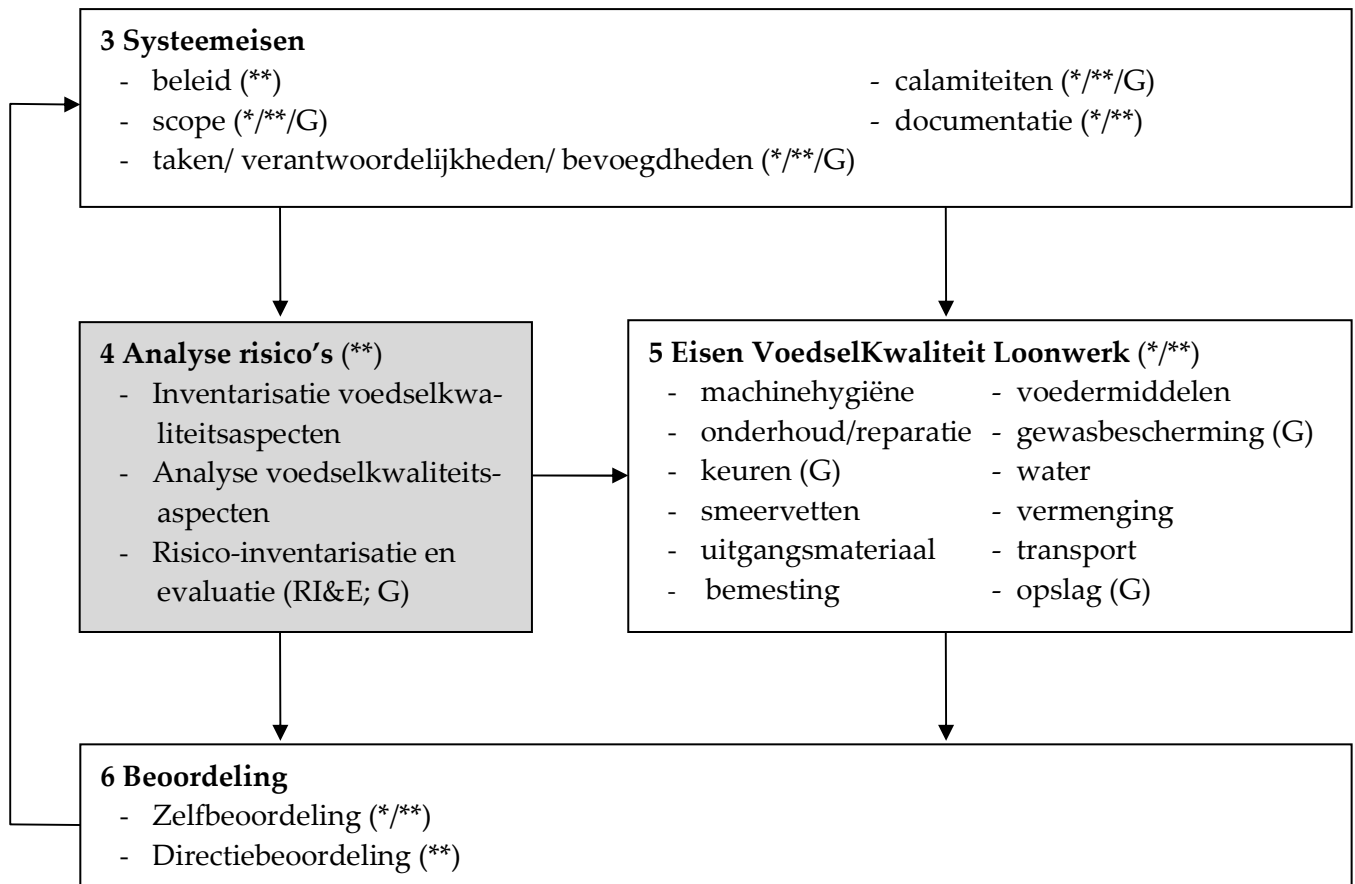 3 Systeemeisen
- beleid (**)
- calamiteiten (*/**/G)
- scope (*/**/G)
- documentatie (*/**)
- taken/ verantwoordelijkheden/ bevoegdheden (*/**/G)
4 Analyse risico’s (**)
- Inventarisatie voedselkwa-
liteitsaspecten
- Analyse voedselkwaliteits-
aspecten
- Risico-inventarisatie en
evaluatie (RI&E; G)
5 Eisen VoedselKwaliteit Loonwerk (*/**)
- machinehygiëne
- onderhoud/reparatie
- keuren (G)
- smeervetten
- uitgangsmateriaal
- bemesting
- voedermiddelen
- gewasbescherming (G)
- water
- vermenging
- transport
- opslag (G)
6 Beoordeling
- Zelfbeoordeling (*/**)
- Directiebeoordeling (**)